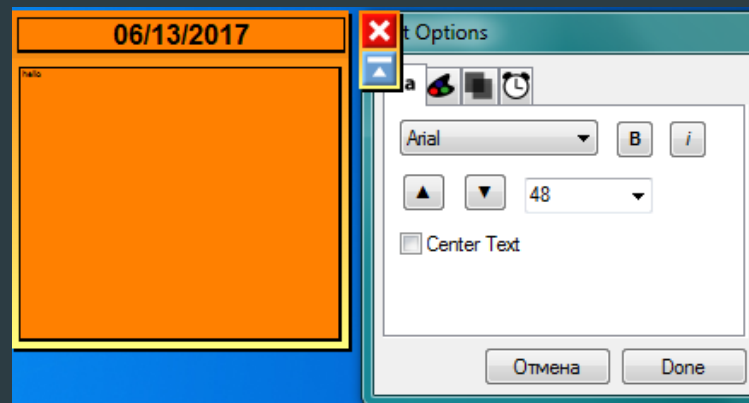 06/13/2017
hello
t Options
a
Arial
B
i
48
Center Text
Отмена
Done